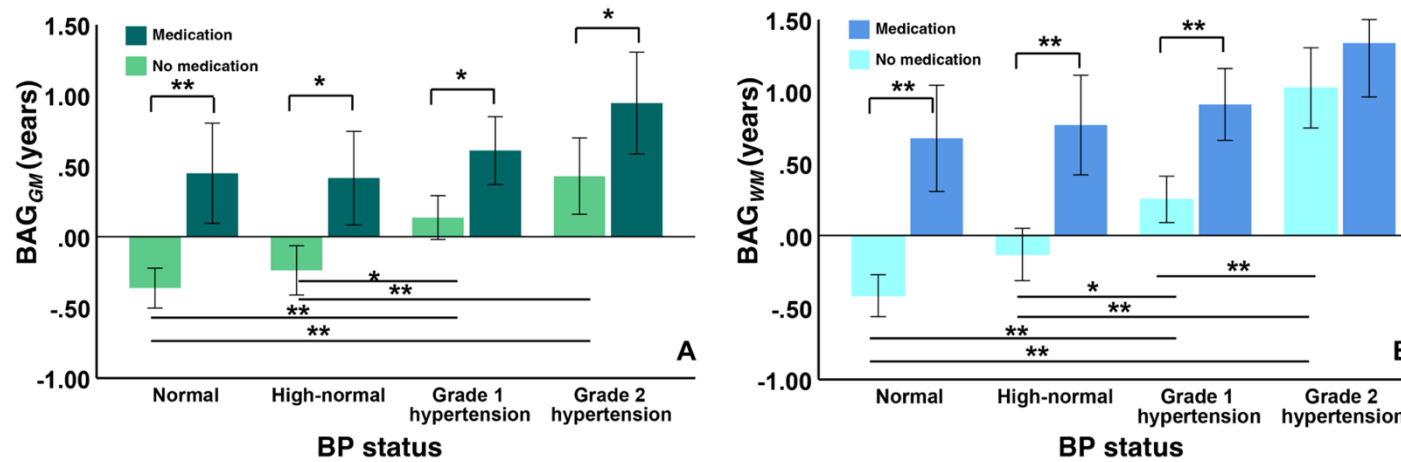 1.50
1.00
.50
.00
-.50
-1.00
BAGGM (years)
Medication
No medication
**
*
*
*
*
**
**
**
A
Normal
High-normal
Grade 1 hypertension
Grade 2 hypertension
BP status
1.50
1.00
.50
.00
-.50
-1.00
BAGWM (years)
Medication
No medication
**
**
**
**
*
**
**
**
Normal
High-normal
Grade 1 hypertension
Grade 2 hypertension
BP status